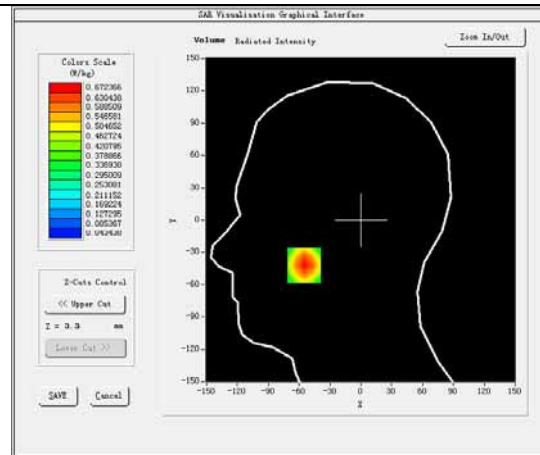 SAR Visualisation Graphical Interface
Volume Radiated Intensity
Zoom In/Out
Colors Scale
(W/kg)
0.672366
0.630438
0.588509
0.546581
0.504652
0.462724
0.420795
0.378866
0.336938
0.295009
0.253081
0.211152
0.169224
0.127295
0.085367
0.043438
Z-Cuts Control
<< Upper Cut
Z = 3.3 mm
Lower Cut >>
SAVE Cancel
150
120
90
60
30
Y 0
-30
-60
-90
-120
-150
-150 -120 -90 -60 -30 0 30 60 90 120 150
X